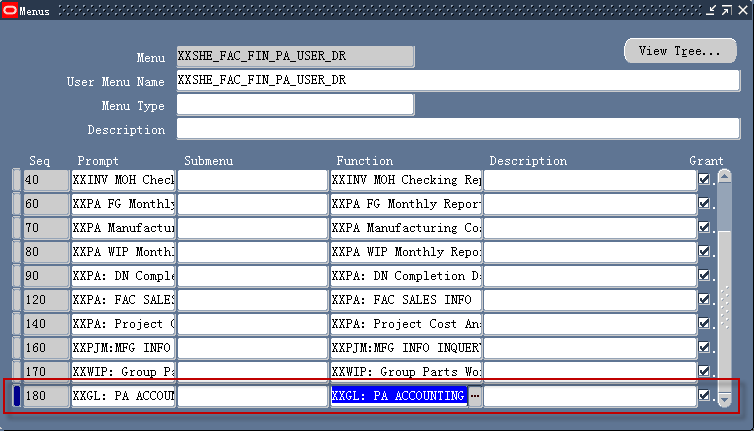 Menus
Menu XXSHE_FAC_FIN_PA_USER_DR View Tree...
User Menu Name XXSHE_FAC_FIN_PA_USER_DR
Menu Type
Description
Seq Prompt Submenu Function Description Grant
40 XXINV MOH Check XXINV MOH Checking Rep
60 XXPA FG Monthly XXPA FG Monthly Repor
70 XXPA Manufactur XXPA Manufacturing Co
80 XXPA WIP Monthl XXPA WIP Monthly Repo
90 XXPA: DN Comple XXPA: DN Completion D
120 XXPA: FAC SALES XXPA: FAC SALES INFO
140 XXPA: Project C XXPA: Project Cost An
160 XXPJM:MFG INFO XXPJM:MFG INFO INQUER
170 XXWIP: Group Pa XXWIP: Group Parts Wo
180 XXGL: PA ACCOUN XXGL: PA ACCOUNTING ...